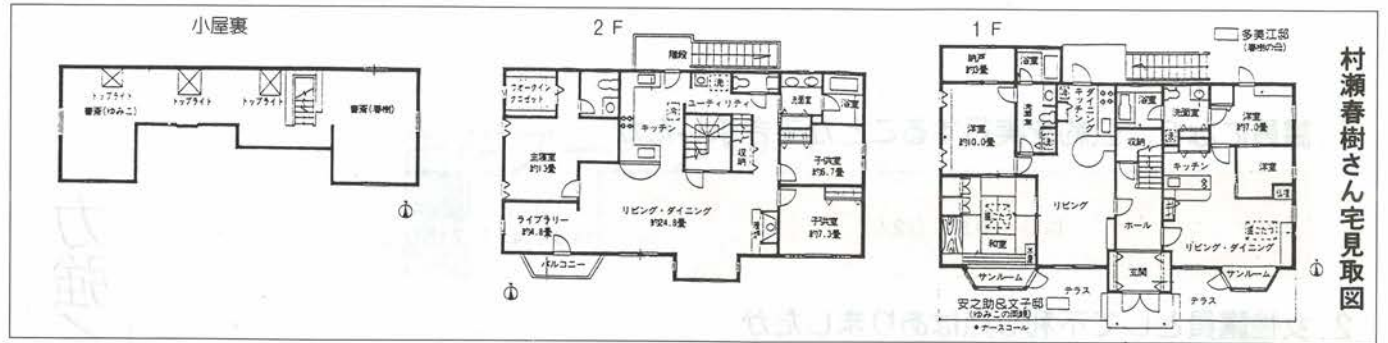 村瀬春樹さん宅見取図
小屋裏
トップライト
トップライト
トップライト
書斎(ゆみこ)
書斎(春樹)
2F
階段
ウォークイン
クロゼット
洗
ユーティリティ
洗面室
浴室
キッチン
収納
主寝室
約13畳
子供室
約6.7畳
リビング・ダイニング
約24.8畳
ライブラリー
約4.8畳
子供室
約7.3畳
バルコニー
1F
多美江邸
(春樹の母)
納戸
約3畳
浴室
洗面室
ダイニング
キッチン
浴室
洗面室
洋室
約7.0畳
洋室
約10.0畳
収納
キッチン
洋室
リビング
掘こたつ
和室
ホール
掘こたつ
リビング・ダイニング
サンルーム
玄関
サンルーム
テラス
テラス
安之助&文子邸
(ゆみこの両親)
*ナースコール